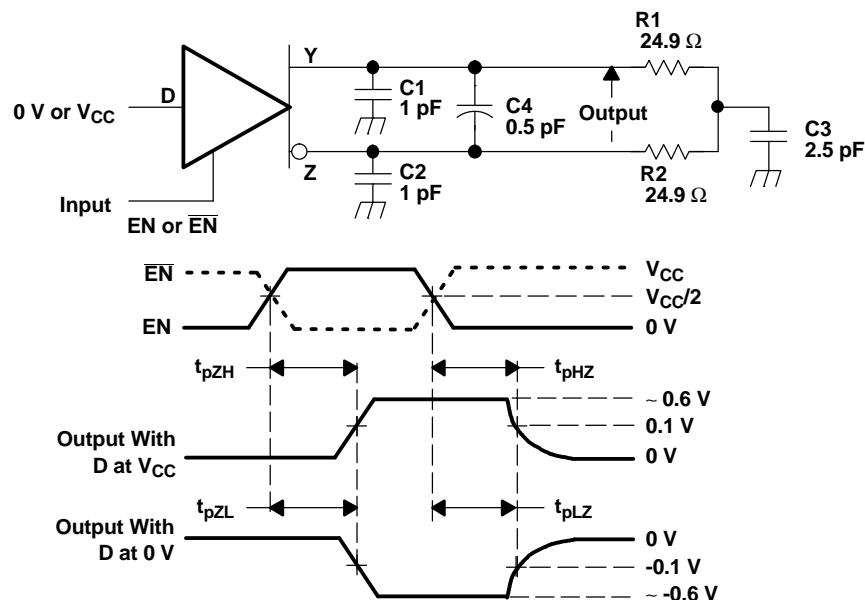 R1
24.9 Ω
Y
C1
1 pF
C4
0.5 pF
Output
D
0 V or VCC
C3
2.5 pF
Z
C2
1 pF
R2
24.9 Ω
Input
EN or E̅N̅
E̅N̅
VCC
VCC/2
EN
0 V
tpZH
tpHZ
~ 0.6 V
0.1 V
Output With
D at VCC
0 V
tpZL
tpLZ
Output With
D at 0 V
0 V
-0.1 V
~ -0.6 V